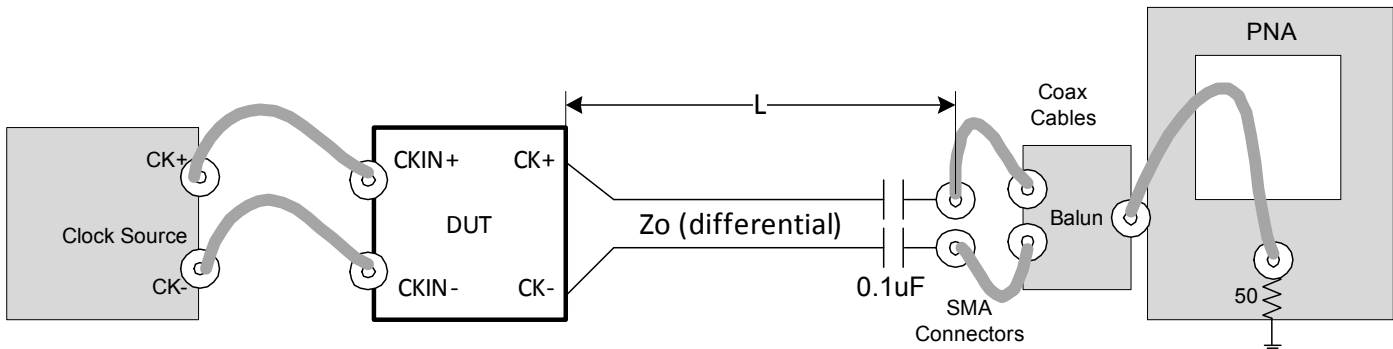 PNA
Coax
Cables
L
CK+
CKIN+
CK+
Clock Source
DUT
Zo (differential)
Balun
CK-
CKIN-
CK-
0.1uF
SMA
Connectors
50